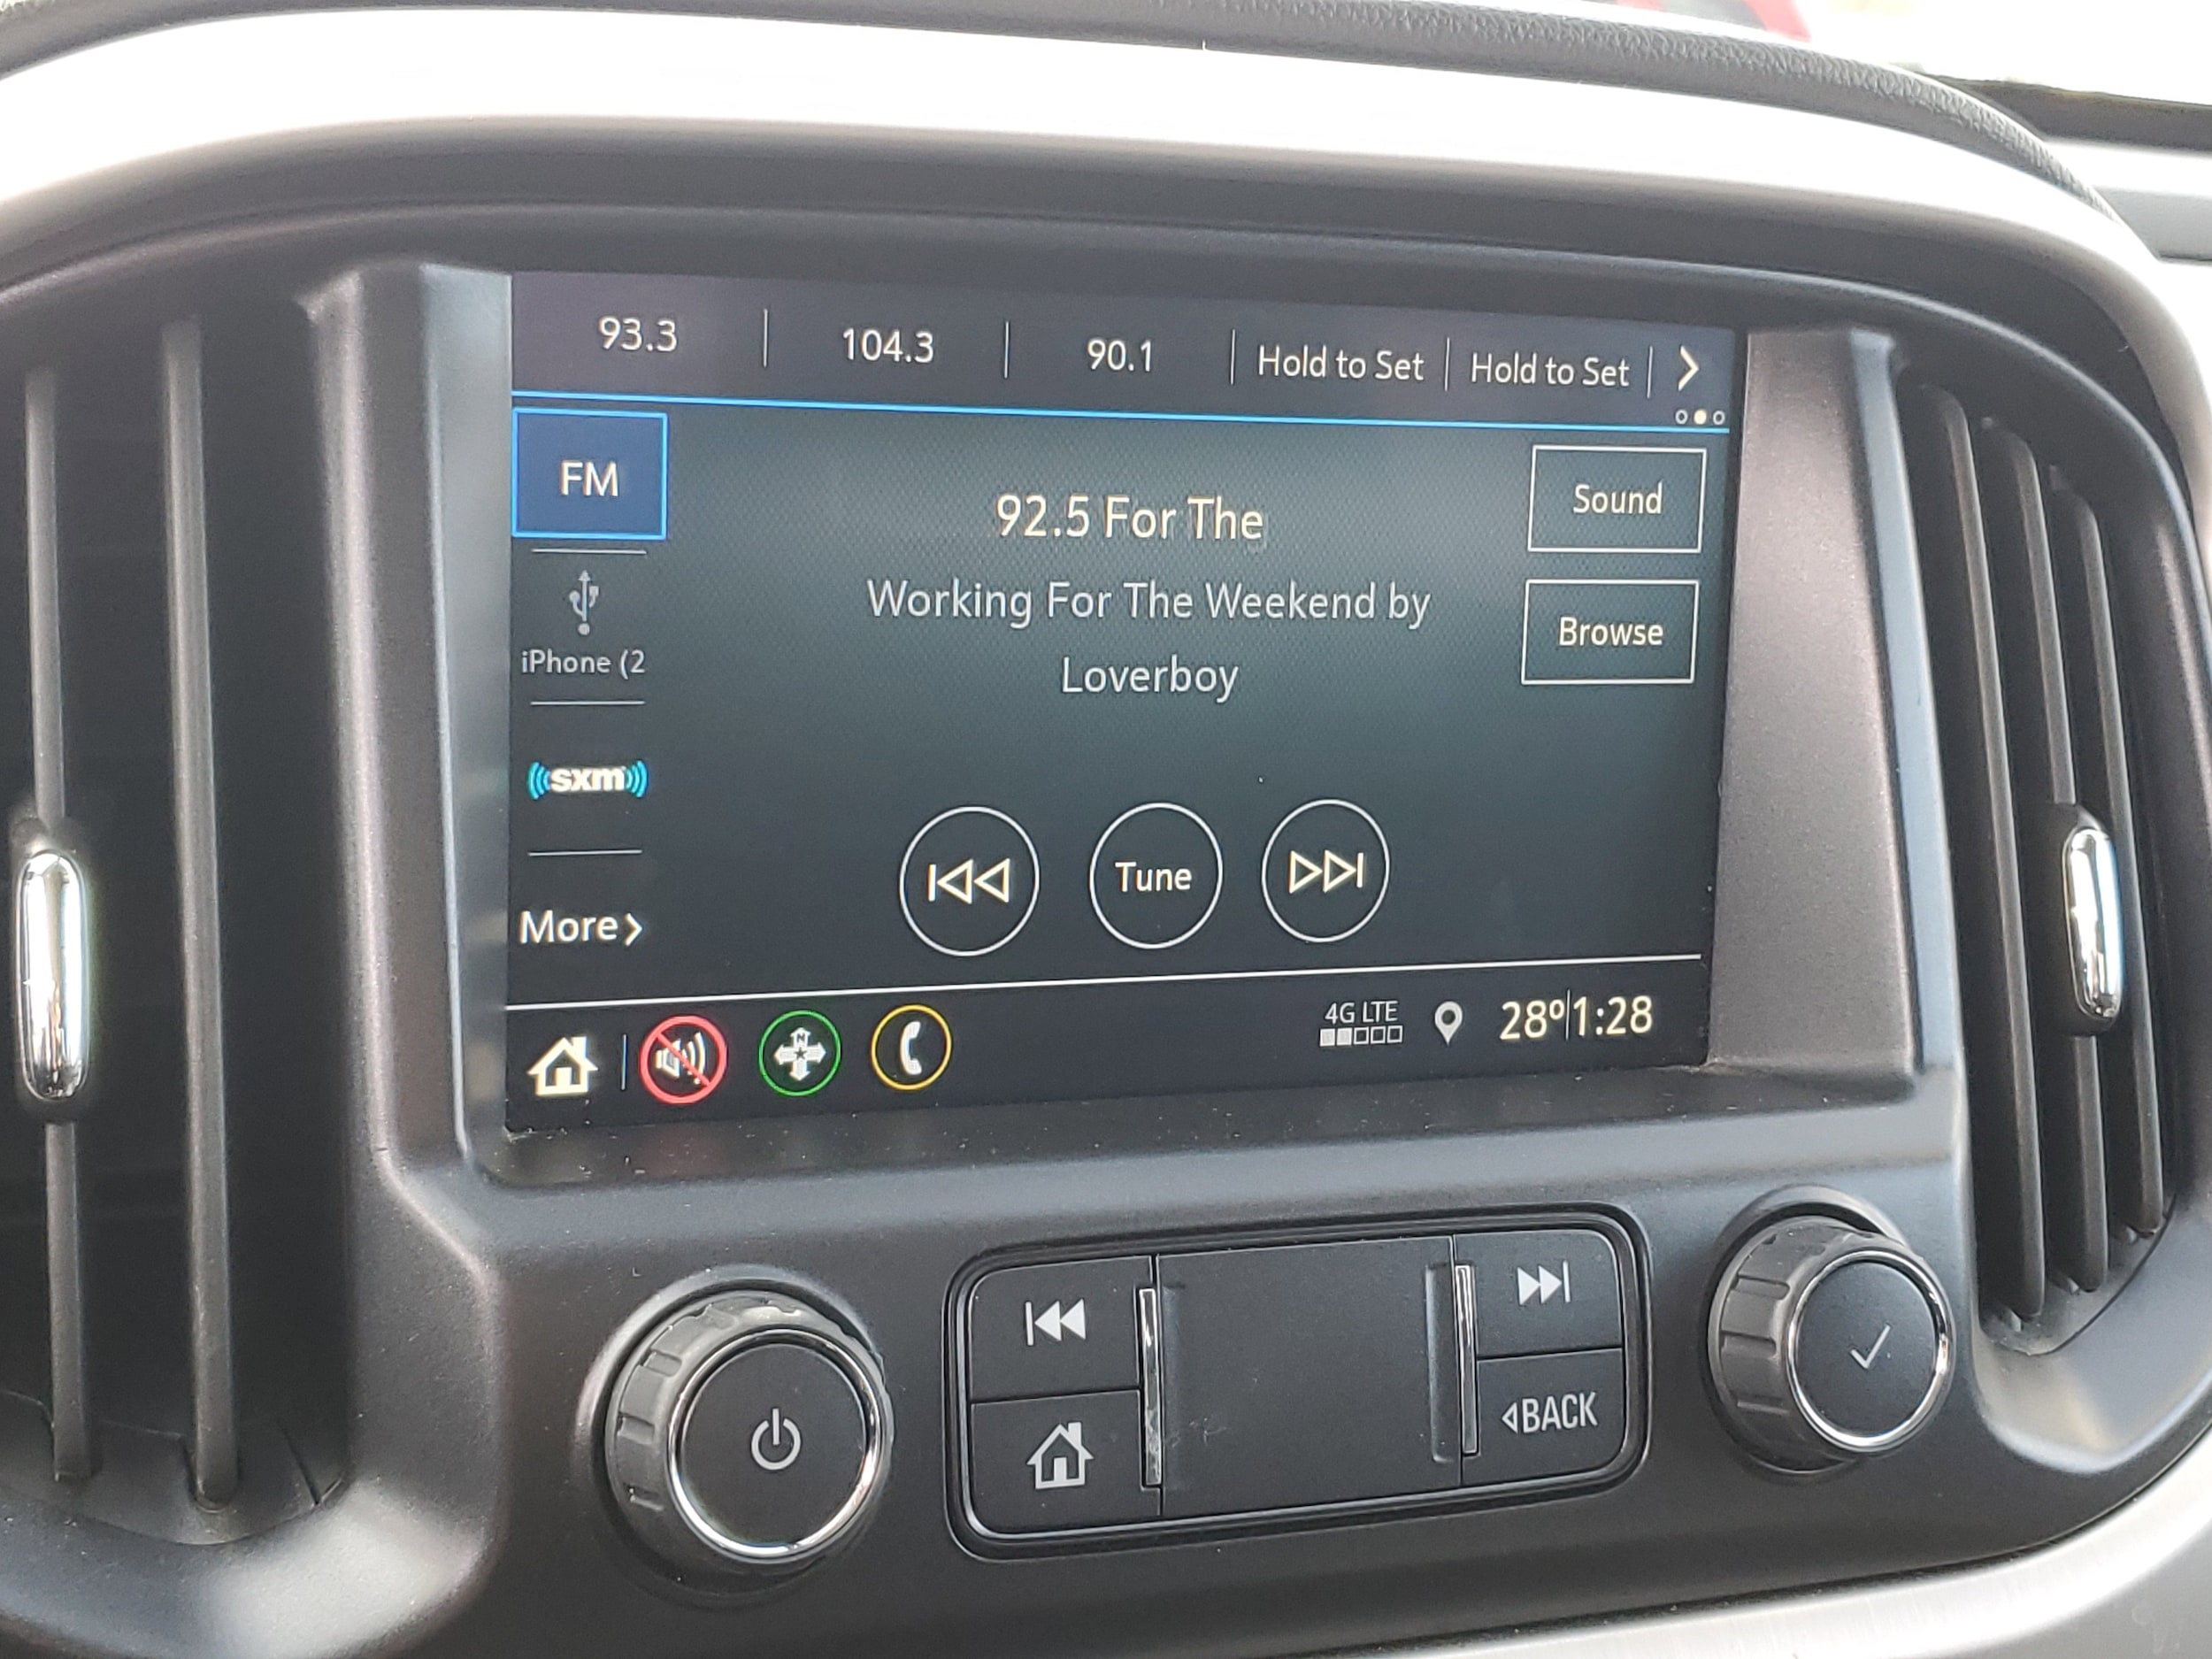 93.3 104.3 90.1 Hold to Set Hold to Set
FM
92.5 For The
Sound
Working For The Weekend by
Browse
iPhone (2
Loverboy
sxm
Tune
More
4G LTE
28° 1:28
BACK